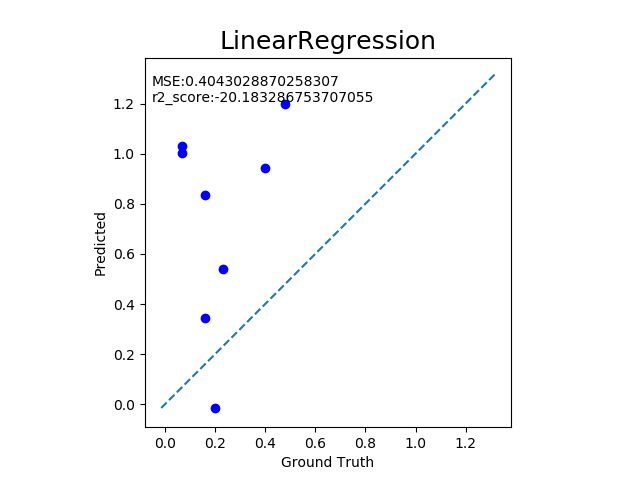 LinearRegression
MSE:0.4043028870258307
r2_score:-20.183286753707055
1.2
1.0
0.8
0.6
0.4
0.2
0.0
Predicted
0.0 0.2 0.4 0.6 0.8 1.0 1.2
Ground Truth